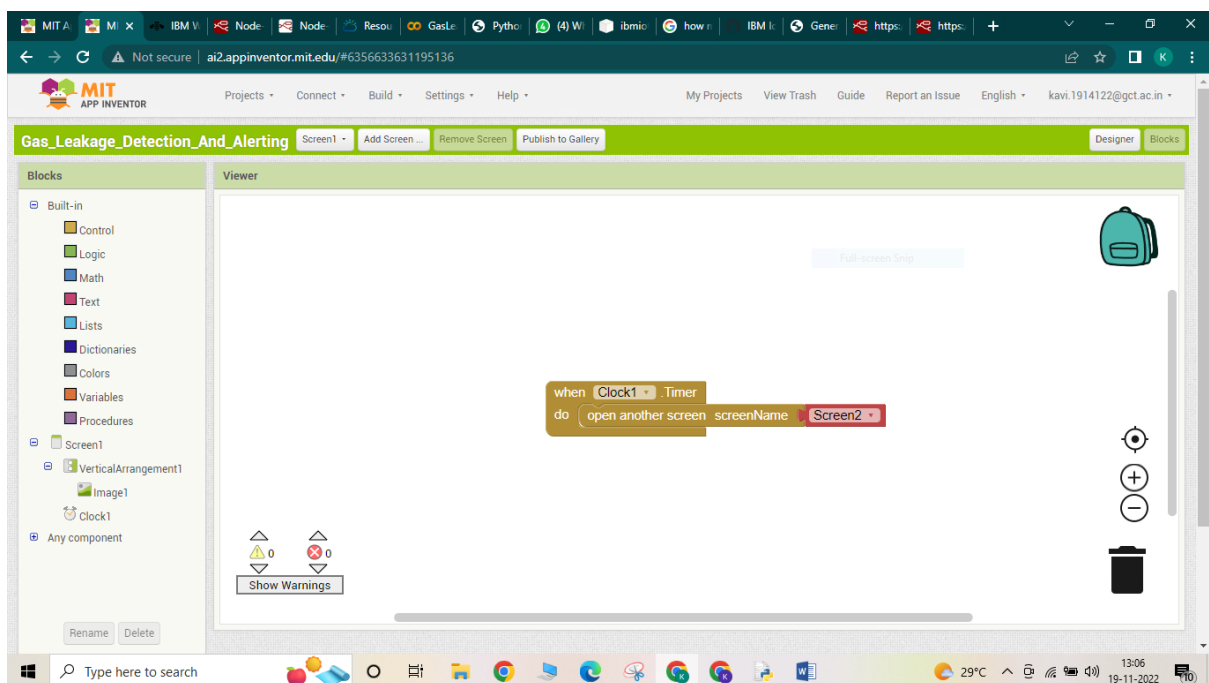 MIT A MI X IBM W Node- Node- Resou CO GasLe Pytho (4) W ibmio G how n IBM Ic Gene https: https: +
Not secure | ai2.appinventor.mit.edu/#6356633631195136 K
MIT
APP INVENTOR
Projects Connect Build Settings Help My Projects View Trash Guide Report an Issue English kavi.1914122@gct.ac.in
Gas_Leakage_Detection_And_Alerting Screen1 Add Screen ... Remove Screen Publish to Gallery Designer Blocks
Blocks Viewer
Built-in
Control
Logic
Math
Text
Lists
Dictionaries
Colors
Variables
Procedures
Screen1
VerticalArrangement1
Image1
Clock1
Any component
Rename Delete
Full-screen Snip
when Clock1 .Timer
do open another screen screenName Screen2
0 0
Show Warnings
Type here to search 29°C 13:06
19-11-2022